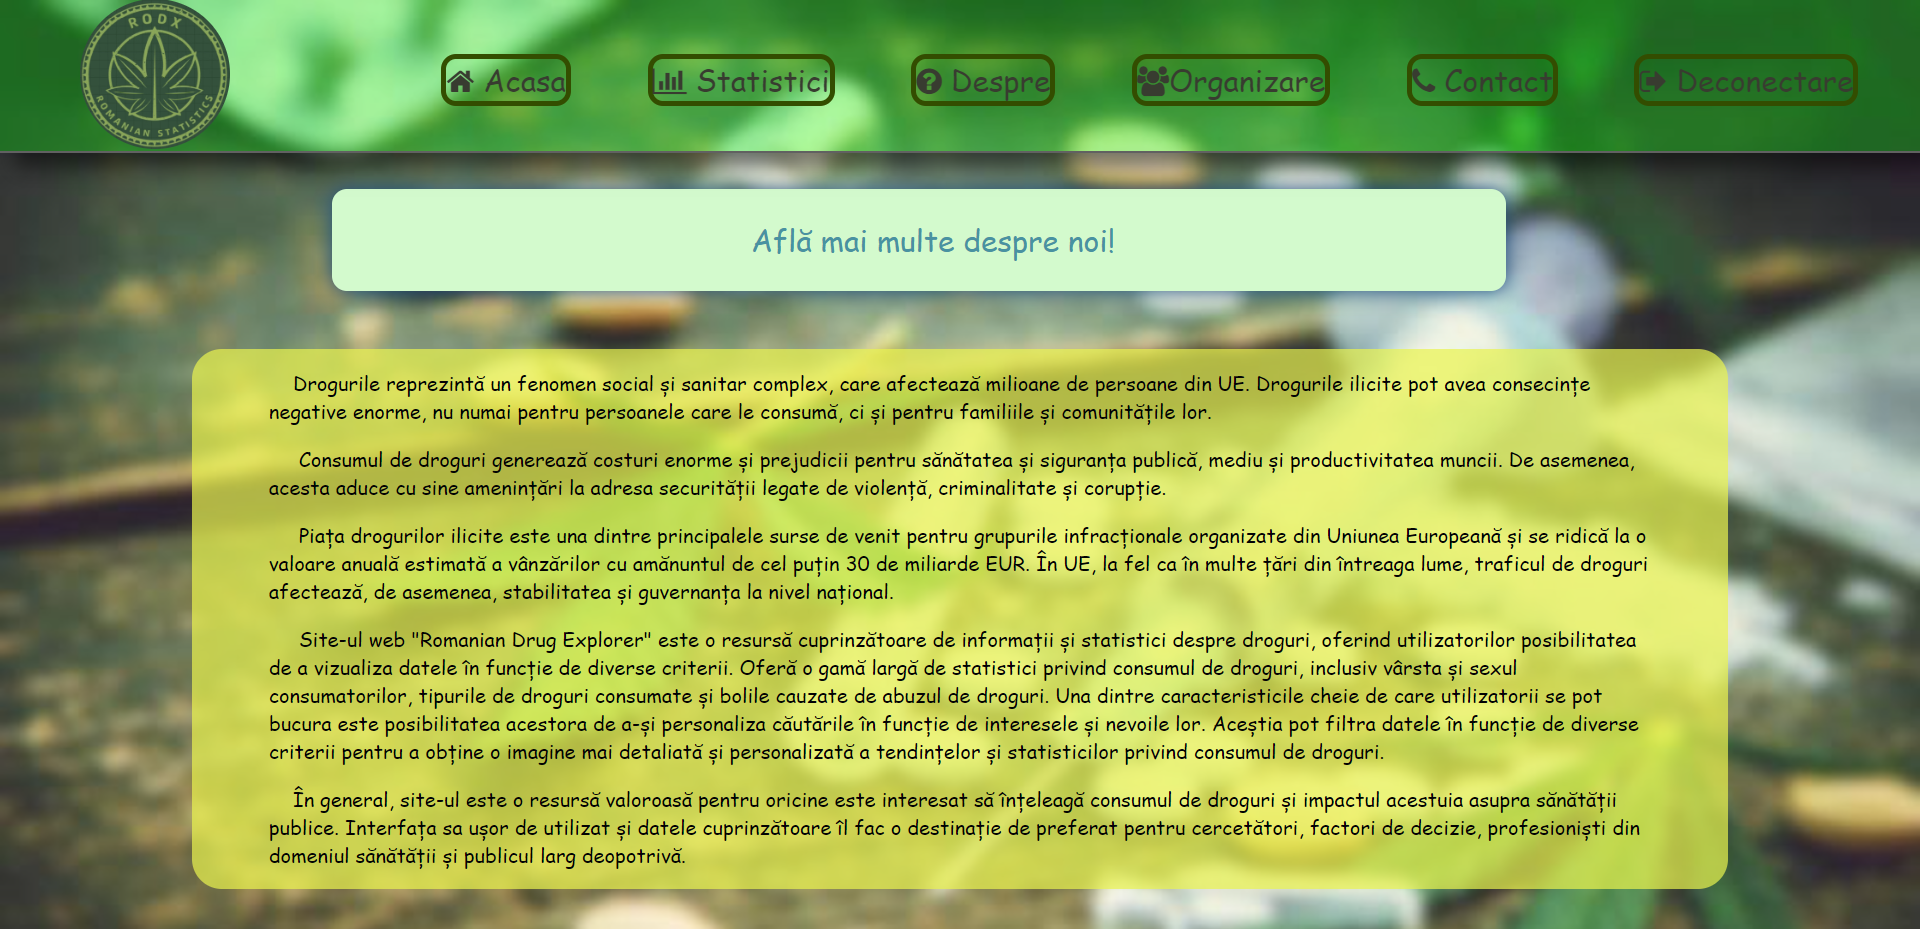 RODX
ROMANIAN STATISTICS
Acasa
Statistici
Despre
Organizare
Contact
Deconectare
Află mai multe despre noi!
Drogurile reprezintă un fenomen social și sanitar complex, care afectează milioane de persoane din UE. Drogurile ilicite pot avea consecințe
negative enorme, nu numai pentru persoanele care le consumă, ci și pentru familiile și comunitățile lor.
Consumul de droguri generează costuri enorme și prejudicii pentru sănătatea și siguranța publică, mediu și productivitatea muncii. De asemenea,
acesta aduce cu sine amenințări la adresa securității legate de violență, criminalitate și corupție.
Piața drogurilor ilicite este una dintre principalele surse de venit pentru grupurile infracționale organizate din Uniunea Europeană și se ridică la o
valoare anuală estimată a vânzărilor cu amănuntul de cel puțin 30 de miliarde EUR. În UE, la fel ca în multe țări din întreaga lume, traficul de droguri
afectează, de asemenea, stabilitatea și guvernanța la nivel național.
Site-ul web "Romanian Drug Explorer" este o resursă cuprinzătoare de informații și statistici despre droguri, oferind utilizatorilor posibilitatea
de a vizualiza datele în funcție de diverse criterii. Oferă o gamă largă de statistici privind consumul de droguri, inclusiv vârsta și sexul
consumatorilor, tipurile de droguri consumate și bolile cauzate de abuzul de droguri. Una dintre caracteristicile cheie de care utilizatorii se pot
bucura este posibilitatea acestora de a-și personaliza căutările în funcție de interesele și nevoile lor. Aceștia pot filtra datele în funcție de diverse
criterii pentru a obține o imagine mai detaliată și personalizată a tendințelor și statisticilor privind consumul de droguri.
În general, site-ul este o resursă valoroasă pentru oricine este interesat să înțeleagă consumul de droguri și impactul acestuia asupra sănătății
publice. Interfața sa ușor de utilizat și datele cuprinzătoare îl fac o destinație de preferat pentru cercetători, factori de decizie, profesioniști din
domeniul sănătății și publicul larg deopotrivă.